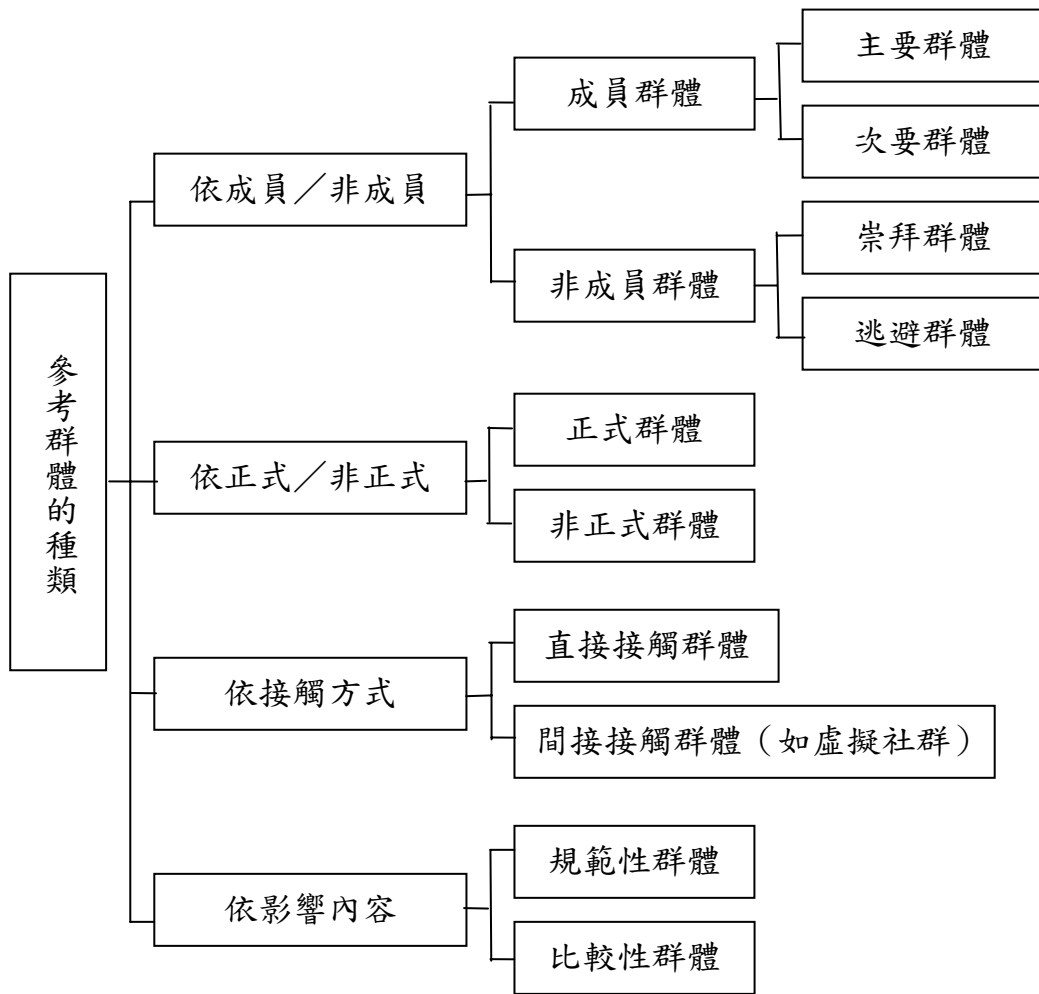 參考群體的種類
依成員／非成員
成員群體
主要群體
次要群體
非成員群體
崇拜群體
逃避群體
依正式／非正式
正式群體
非正式群體
依接觸方式
直接接觸群體
間接接觸群體（如虛擬社群）
依影響內容
規範性群體
比較性群體